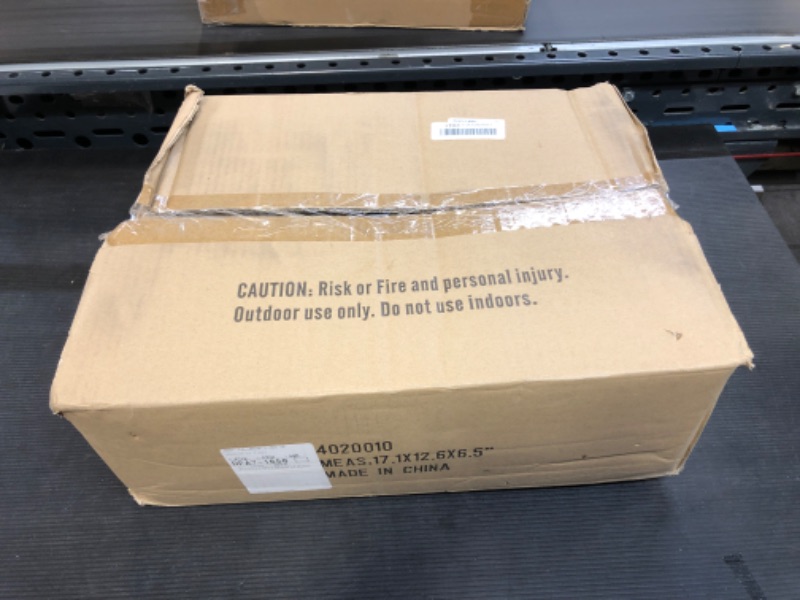 CAUTION: Risk or Fire and personal injury.
Outdoor use only. Do not use indoors.
4020010
MEAS.17.1X12.6X6.5"
MADE IN CHINA